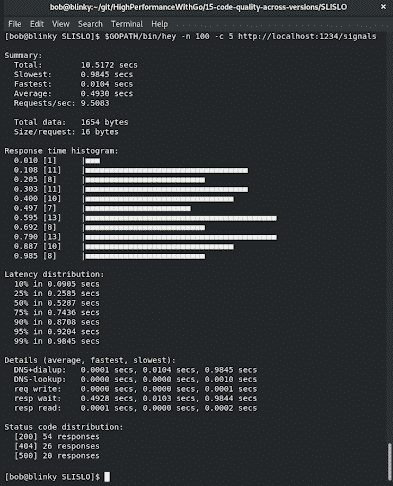 bob@blinky:~/git/HighPerformanceWithGo/15-code-quality-across-versions/SLISLO
File Edit View Search Terminal Help
[bob@blinky SLISLO]$ $GOPATH/bin/hey -n 100 -c 5 http://localhost:1234/signals
Summary:
Total: 10.5172 secs
Slowest: 0.9845 secs
Fastest: 0.0104 secs
Average: 0.4930 secs
Requests/sec: 9.5083
Total data: 1654 bytes
Size/request: 16 bytes
Response time histogram:
0.010 [1] |
0.108 [11] |
0.205 [8] |
0.303 [11] |
0.400 [10] |
0.497 [7] |
0.595 [13] |
0.692 [8] |
0.790 [13] |
0.887 [10] |
0.985 [8] |
Latency distribution:
10% in 0.0905 secs
25% in 0.2585 secs
50% in 0.5287 secs
75% in 0.7436 secs
90% in 0.8708 secs
95% in 0.9204 secs
99% in 0.9845 secs
Details (average, fastest, slowest):
DNS+dialup: 0.0001 secs, 0.0104 secs, 0.9845 secs
DNS-lookup: 0.0000 secs, 0.0000 secs, 0.0010 secs
req write: 0.0000 secs, 0.0000 secs, 0.0001 secs
resp wait: 0.4928 secs, 0.0103 secs, 0.9844 secs
resp read: 0.0001 secs, 0.0000 secs, 0.0002 secs
Status code distribution:
[200] 54 responses
[404] 26 responses
[500] 20 responses
[bob@blinky SLISLO]$